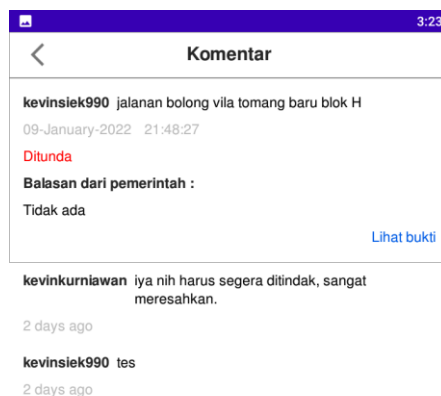 3:23
Komentar
kevinsiek990 jalanan bolong vila tomang baru blok H
09-January-2022 21:48:27
Ditunda
Balasan dari pemerintah :
Tidak ada
Lihat bukti
kevinkurniawan iya nih harus segera ditindak, sangat
meresahkan.
2 days ago
kevinsiek990 tes
2 days ago